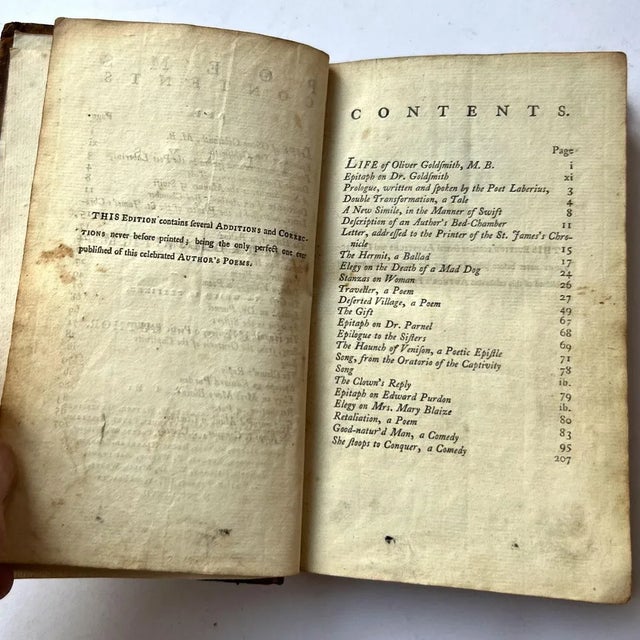 THIS EDITION contains ſeveral ADDITIONS and CORREC-
TIONS never before printed; being the only perfect one ever
publiſhed of this celebrated AUTHOR'S POEMS.
CONTENTS.
Page
LIFE of Oliver Goldſmith, M. B. i
Epitaph on Dr. Goldſmith xi
Prologue, written and ſpoken by the Poet Laberius, 3
Double Transformation, a Tale 4
A New Simile, in the Manner of Swift 8
Deſcription of an Author's Bed-Chamber 11
Letter, addreſſed to the Printer of the St. James's Chro-
nicle 15
The Hermit, a Ballad 17
Elegy on the Death of a Mad Dog 24
Stanzas on Woman 26
Traveller, a Poem 27
Deſerted Village, a Poem 49
The Gift 67
Epitaph on Dr. Parnel 68
Epilogue to the Siſters 69
The Haunch of Veniſon, a Poetic Epiſtle 71
Song, from the Oratorio of the Captivity 78
Song ib.
The Clown's Reply 79
Epitaph on Edward Purdon ib.
Elegy on Mrs. Mary Blaize 80
Retaliation, a Poem 83
Good-natur'd Man, a Comedy 95
She ſtoops to Conquer, a Comedy 207